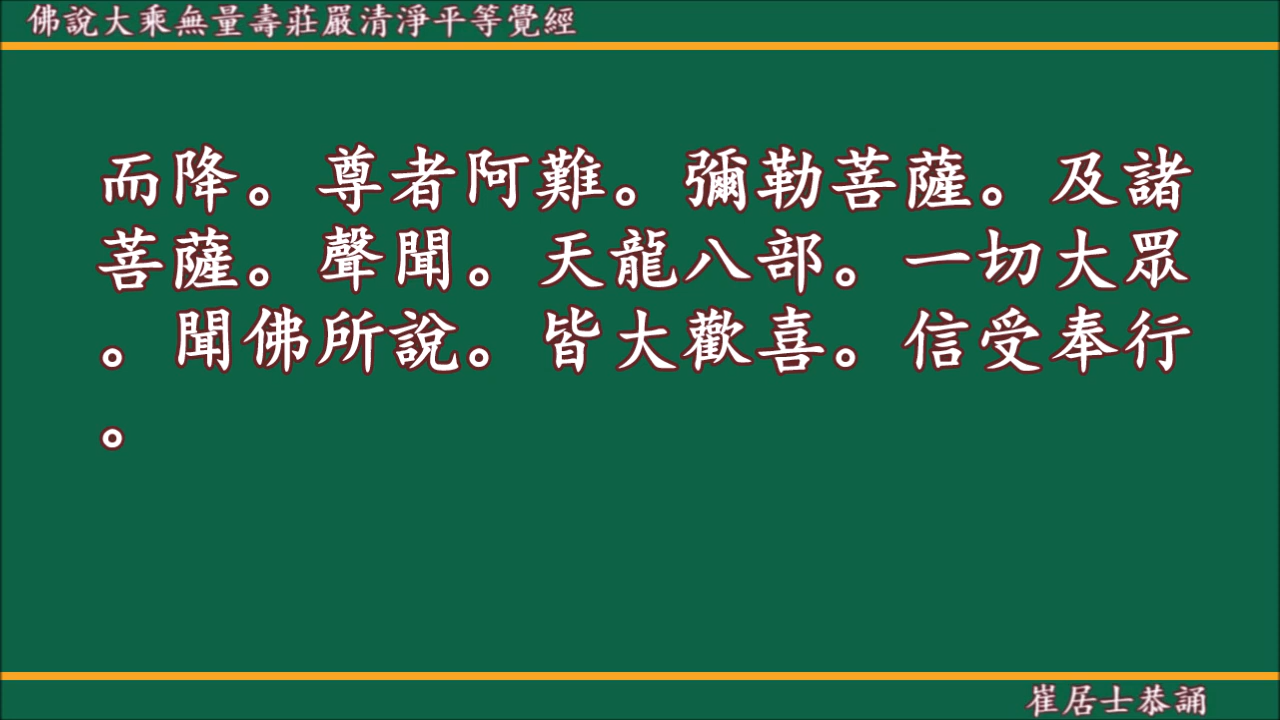 佛說大乘無量壽莊嚴清淨平等覺經
而降。尊者阿難。彌勒菩薩。及諸
菩薩。聲聞。天龍八部。一切大眾
。聞佛所說。皆大歡喜。信受奉行
。
崔居士恭誦